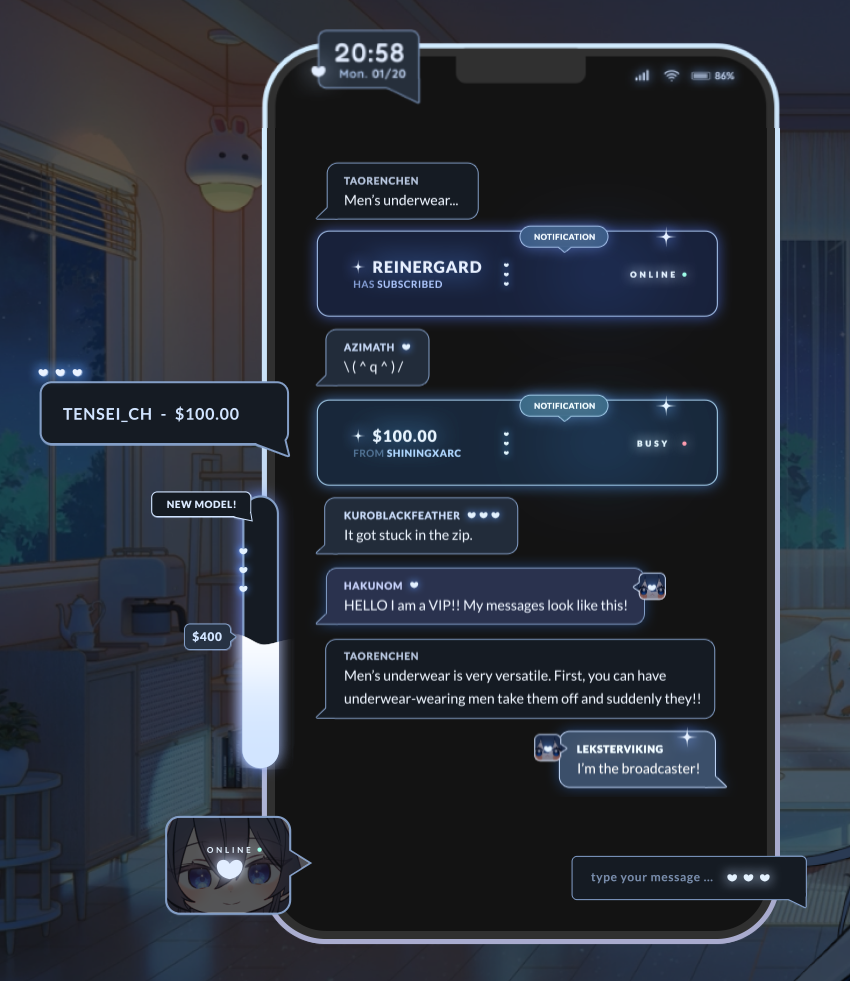 20:58
Mon. 01/20
86%
TAORENCHEN
Men's underwear...
NOTIFICATION
REINERGARD
HAS SUBSCRIBED
ONLINE
AZIMATH
\(^q^)/
TENSEI_CH - $100.00
NOTIFICATION
$100.00
FROM SHININGXARC
BUSY
NEW MODEL!
KUROBLACKFEATHER
It got stuck in the zip.
HAKUNOM
HELLO I am a VIP!! My messages look like this!
$400
TAORENCHEN
Men's underwear is very versatile. First, you can have
underwear-wearing men take them off and suddenly they!!
LEKSTERVIKING
I'm the broadcaster!
ONLINE
type your message ...